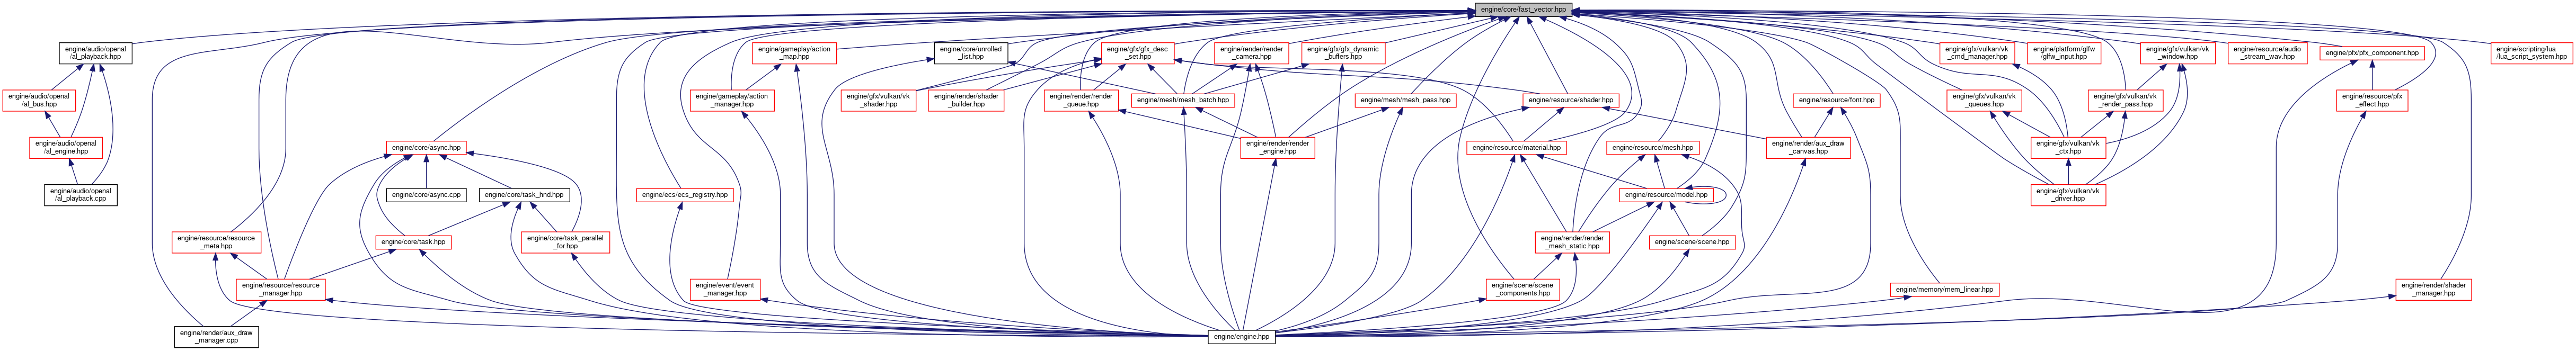 engine/core/fast_vector.hpp
engine/audio/openal
/al_playback.hpp
engine/gameplay/action
_map.hpp
engine/core/unrolled
_list.hpp
engine/gfx/gfx_desc
_set.hpp
engine/render/render
_camera.hpp
engine/gfx/gfx_dynamic
_buffers.hpp
engine/gfx/vulkan/vk
_cmd_manager.hpp
engine/platform/glfw
/glfw_input.hpp
engine/gfx/vulkan/vk
_window.hpp
engine/resource/audio
_stream_wav.hpp
engine/pfx/pfx_component.hpp
engine/scripting/lua
/lua_script_system.hpp
engine/audio/openal
/al_bus.hpp
engine/gameplay/action
_manager.hpp
engine/gfx/vulkan/vk
_shader.hpp
engine/render/shader
_builder.hpp
engine/render/render
_queue.hpp
engine/mesh/mesh_batch.hpp
engine/mesh/mesh_pass.hpp
engine/resource/shader.hpp
engine/resource/font.hpp
engine/gfx/vulkan/vk
_queues.hpp
engine/gfx/vulkan/vk
_render_pass.hpp
engine/resource/pfx
_effect.hpp
engine/audio/openal
/al_engine.hpp
engine/core/async.hpp
engine/render/render
_engine.hpp
engine/resource/material.hpp
engine/resource/mesh.hpp
engine/render/aux_draw
_canvas.hpp
engine/gfx/vulkan/vk
_ctx.hpp
engine/audio/openal
/al_playback.cpp
engine/core/async.cpp
engine/core/task_hnd.hpp
engine/ecs/ecs_registry.hpp
engine/resource/model.hpp
engine/gfx/vulkan/vk
_driver.hpp
engine/resource/resource
_meta.hpp
engine/core/task.hpp
engine/core/task_parallel
_for.hpp
engine/render/render
_mesh_static.hpp
engine/scene/scene.hpp
engine/resource/resource
_manager.hpp
engine/event/event
_manager.hpp
engine/scene/scene
_components.hpp
engine/memory/mem_linear.hpp
engine/render/shader
_manager.hpp
engine/render/aux_draw
_manager.cpp
engine/engine.hpp